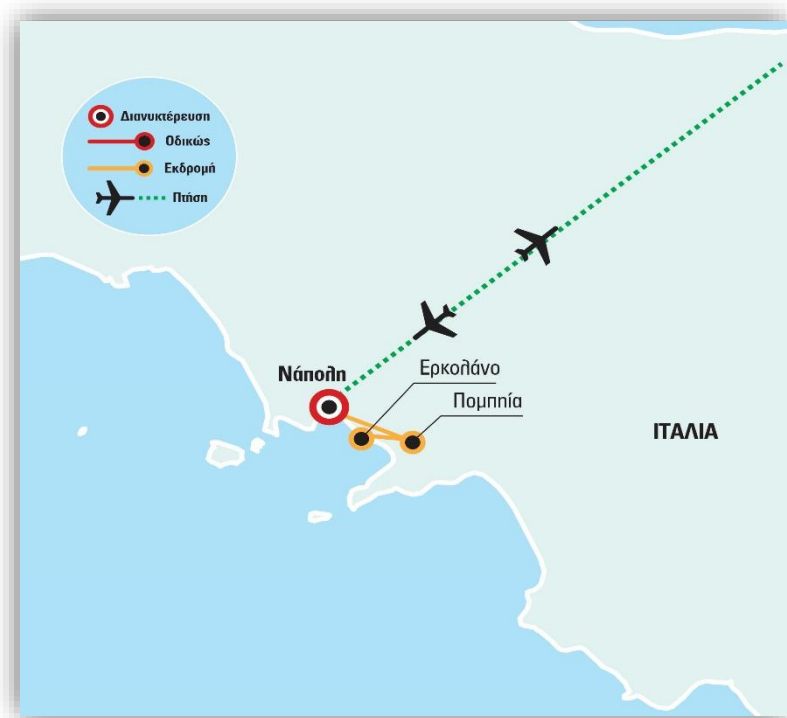 Διανυκτέρευση
Οδικώς
Εκδρομή
Πτήση
Νάπολη
Ερκολάνο
Πομπηία
ΙΤΑΛΙΑ